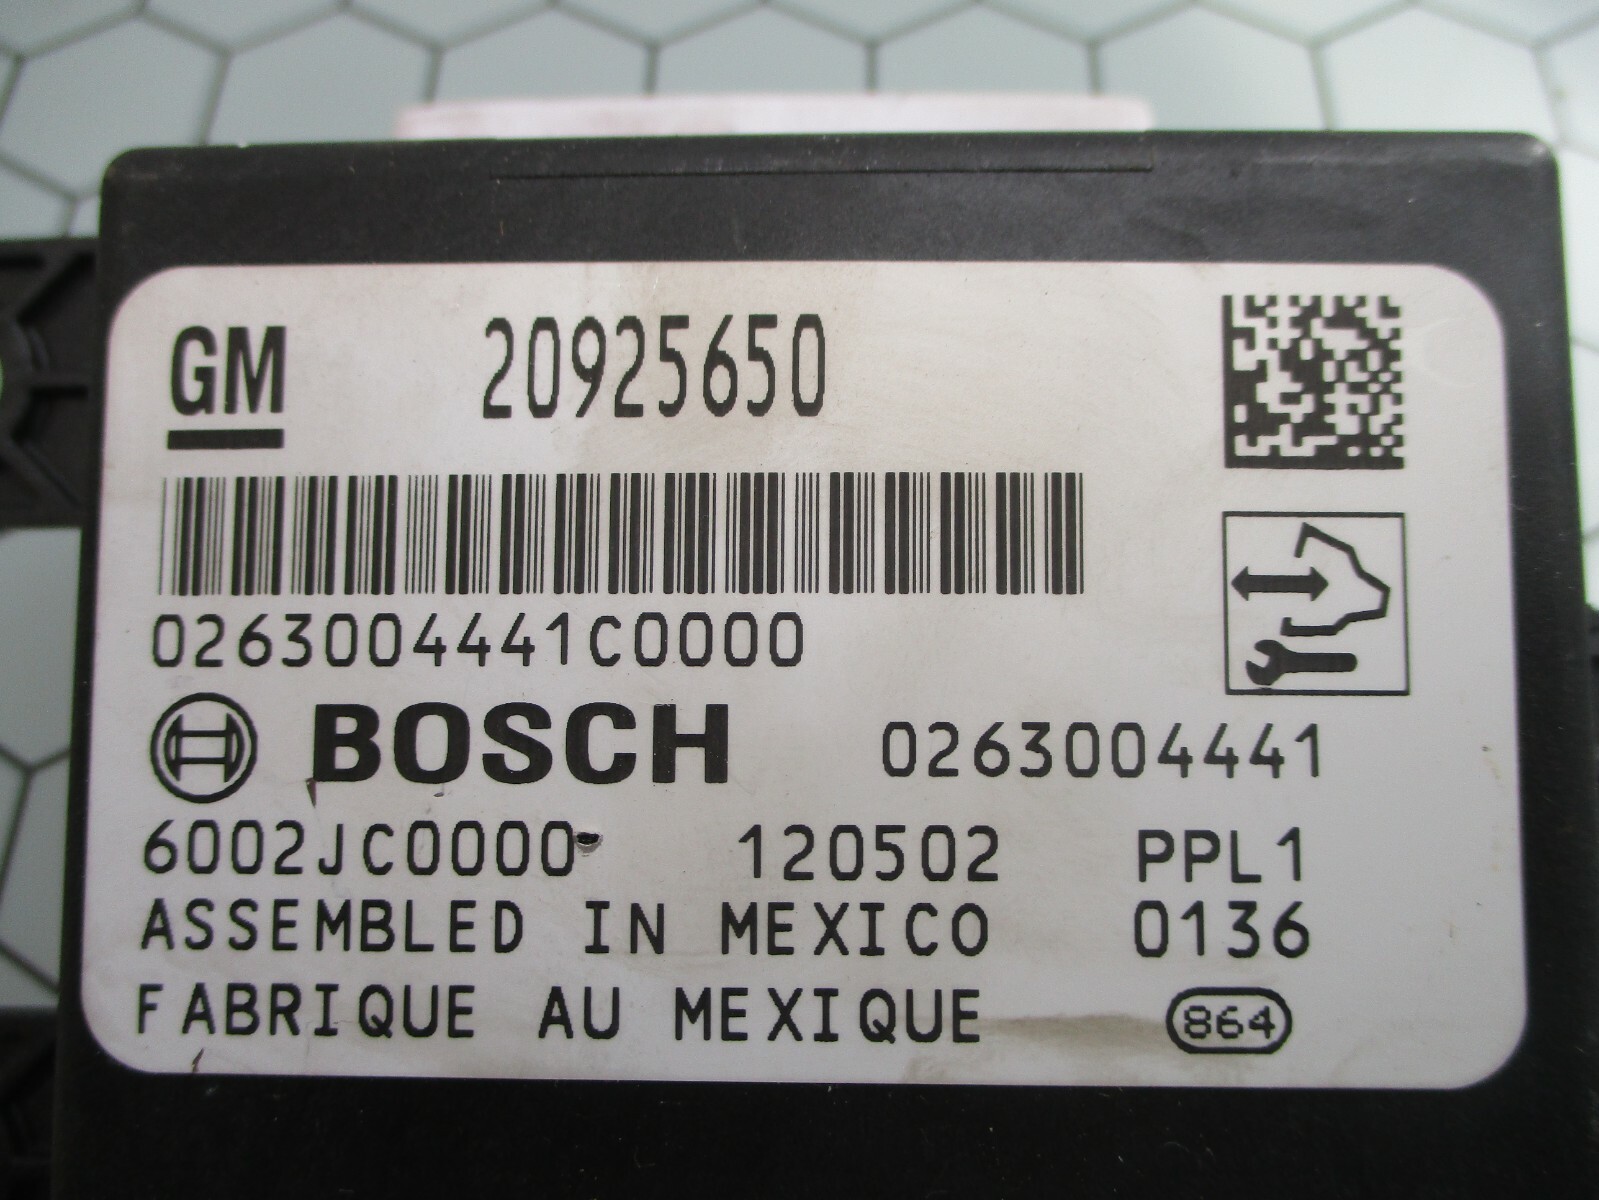 GM 20925650
0263004441C0000
BOSCH 0263004441
6002JC0000 120502 PPL1
ASSEMBLED IN MEXICO 0136
FABRIQUE AU MEXIQUE 864